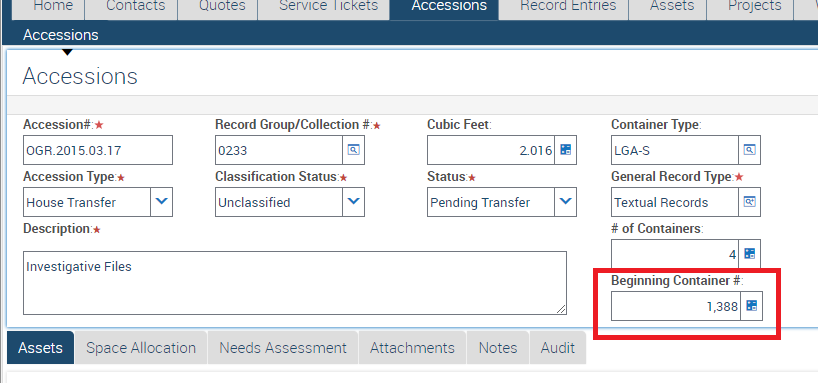 Home Contacts Quotes Service Tickets Accessions Record Entries Assets Projects
Accessions
Accessions
Accession#:★ Record Group/Collection #:★ Cubic Feet: Container Type:
OGR.2015.03.17 0233 2.016 LGA-S
Accession Type:★ Classification Status:★ Status:★ General Record Type:★
House Transfer Unclassified Pending Transfer Textual Records
Description:★ # of Containers:
Investigative Files 4
Beginning Container #:
1,388
Assets Space Allocation Needs Assessment Attachments Notes Audit